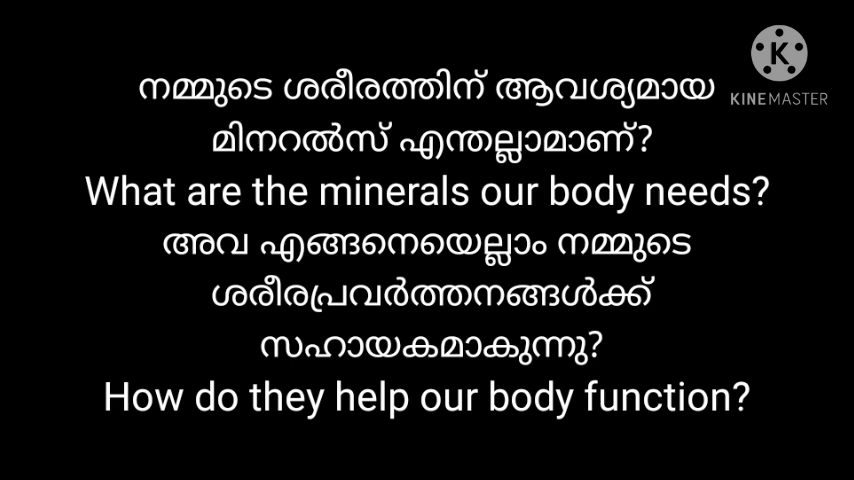 നമ്മുടെ ശരീരത്തിന് ആവശ്യമായ
മിനറൽസ് എന്തല്ലാമാണ്?
What are the minerals our body needs?
അവ എങ്ങനെയെല്ലാം നമ്മുടെ
ശരീരപ്രവർത്തനങ്ങൾക്ക്
സഹായകമാകുന്നു?
How do they help our body function?
K
KINEMASTER